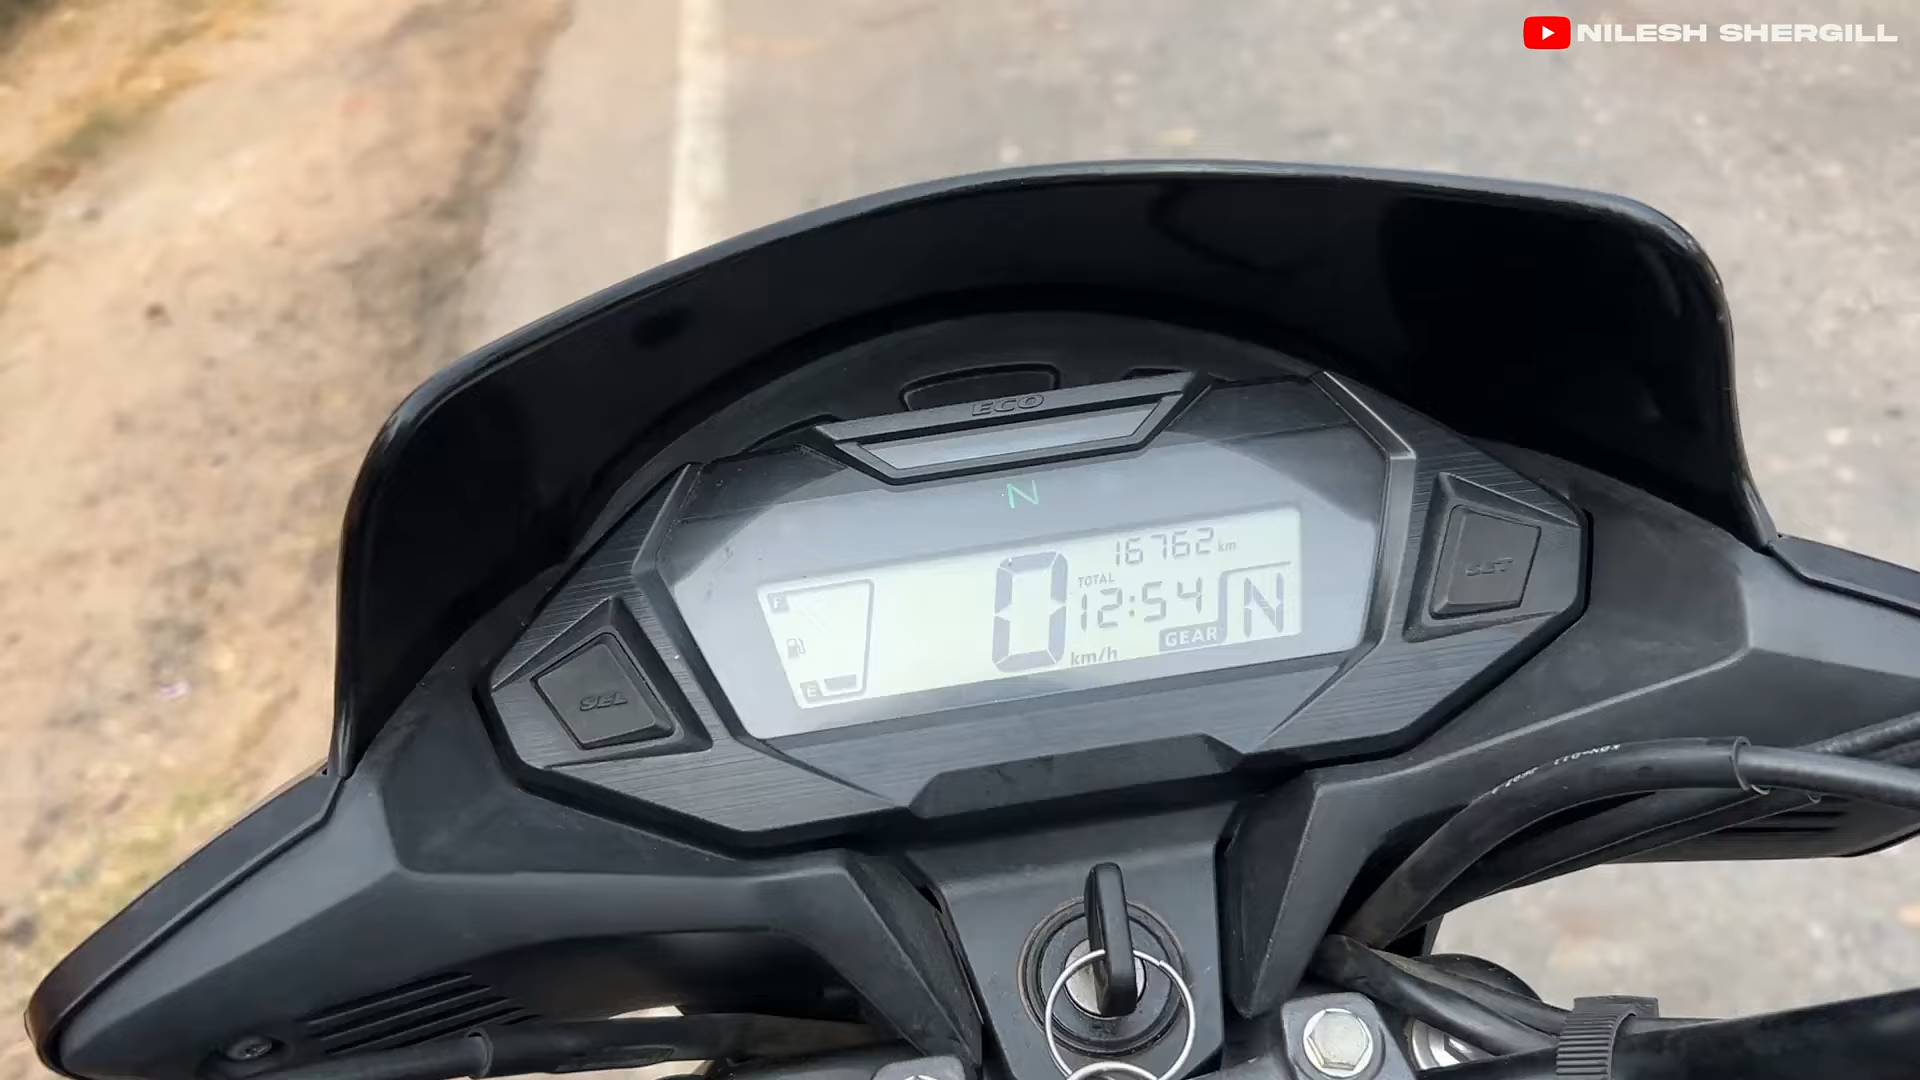 NILESH SHERGILL
ECO
N
16762 km
TOTAL
12:54
0
km/h
GEAR N
F
E
SEL
SET